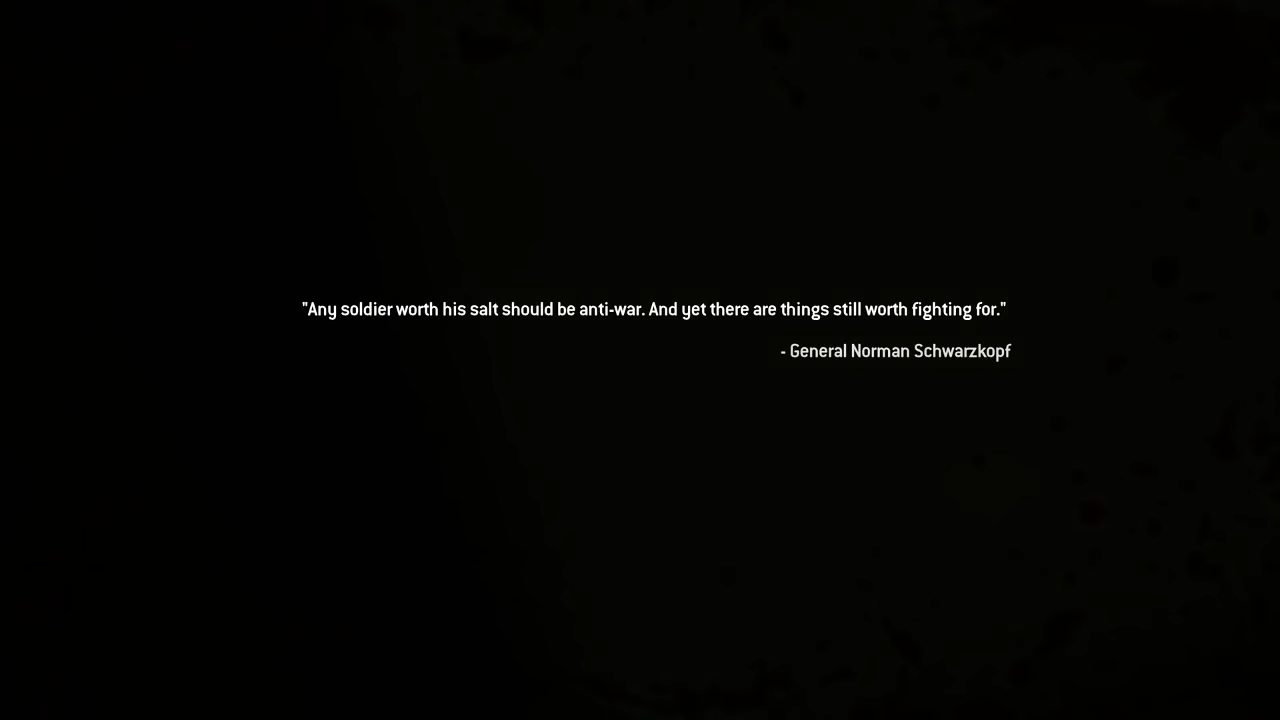 "Any soldier worth his salt should be anti-war. And yet there are things still worth fighting for."
- General Norman Schwarzkopf